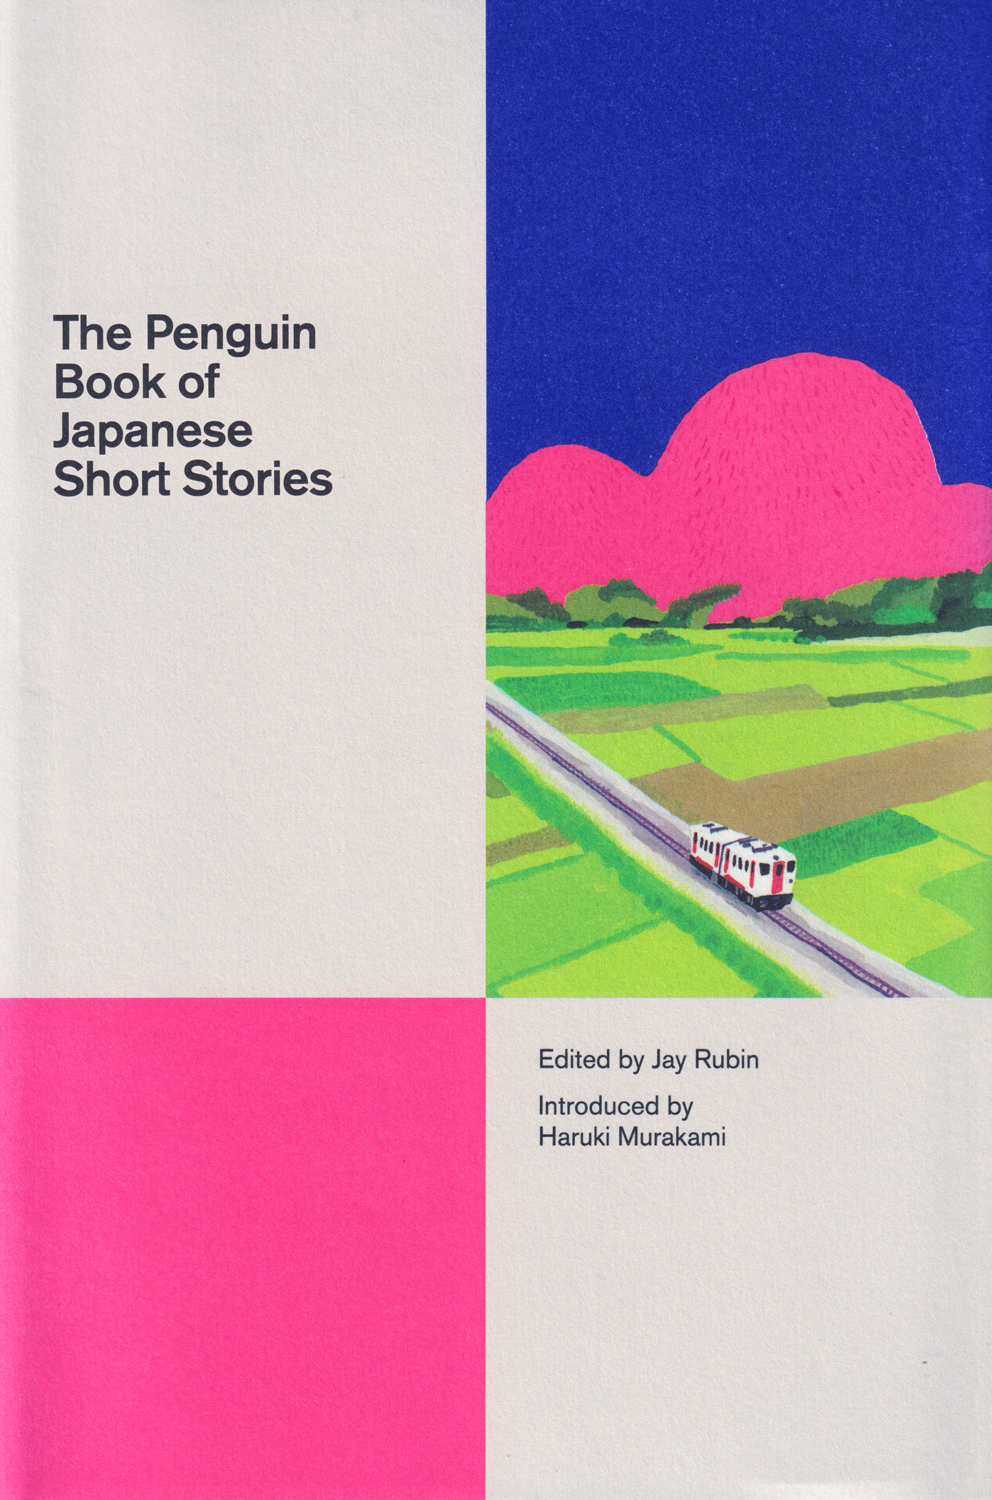 The Penguin
Book of
Japanese
Short Stories
Edited by Jay Rubin
Introduced by
Haruki Murakami